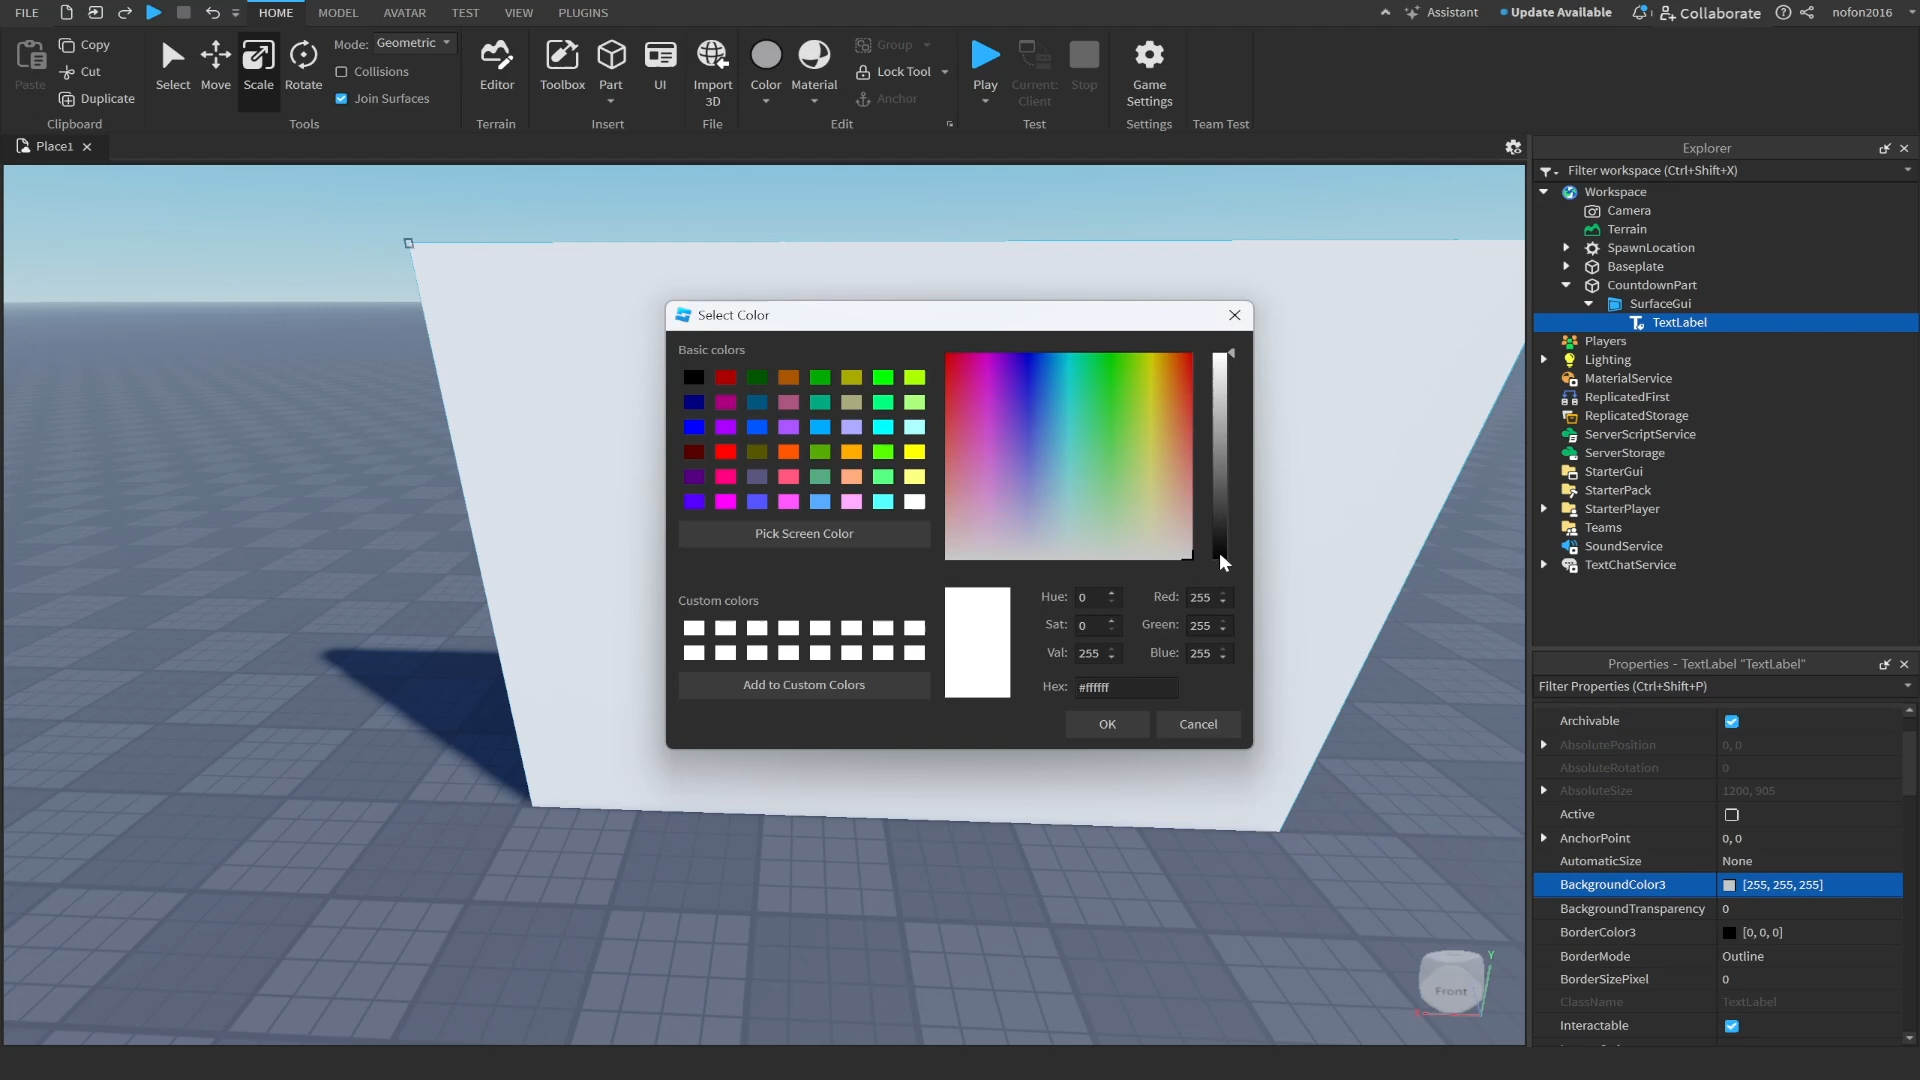 FILE HOME MODEL AVATAR TEST VIEW PLUGINS Assistant Update Available Collaborate nofon2016
Paste Copy Cut Duplicate
Select Move Scale Rotate
Mode: Geometric
Collisions
Join Surfaces
Editor
Toolbox Part UI
Import 3D
Color Material
Group
Lock Tool
Anchor
Play Current: Client Stop
Game Settings
Clipboard Tools Terrain Insert File Edit Test Settings Team Test
Place1
Explorer
Filter workspace (Ctrl+Shift+X)
Workspace
Camera
Terrain
SpawnLocation
Baseplate
CountdownPart
SurfaceGui
TextLabel
Players
Lighting
MaterialService
ReplicatedFirst
ReplicatedStorage
ServerScriptService
ServerStorage
StarterGui
StarterPack
StarterPlayer
Teams
SoundService
TextChatService
Select Color
Basic colors
Pick Screen Color
Custom colors
Add to Custom Colors
Hue: 0 Red: 255
Sat: 0 Green: 255
Val: 255 Blue: 255
Hex: #ffffff
OK Cancel
Front
Y
Properties - TextLabel "TextLabel"
Filter Properties (Ctrl+Shift+P)
Archivable
AbsolutePosition 0, 0
AbsoluteRotation 0
AbsoluteSize 1200, 905
Active
AnchorPoint 0, 0
AutomaticSize None
BackgroundColor3 [255, 255, 255]
BackgroundTransparency 0
BorderColor3 [0, 0, 0]
BorderMode Outline
BorderSizePixel 0
ClassName TextLabel
Interactable